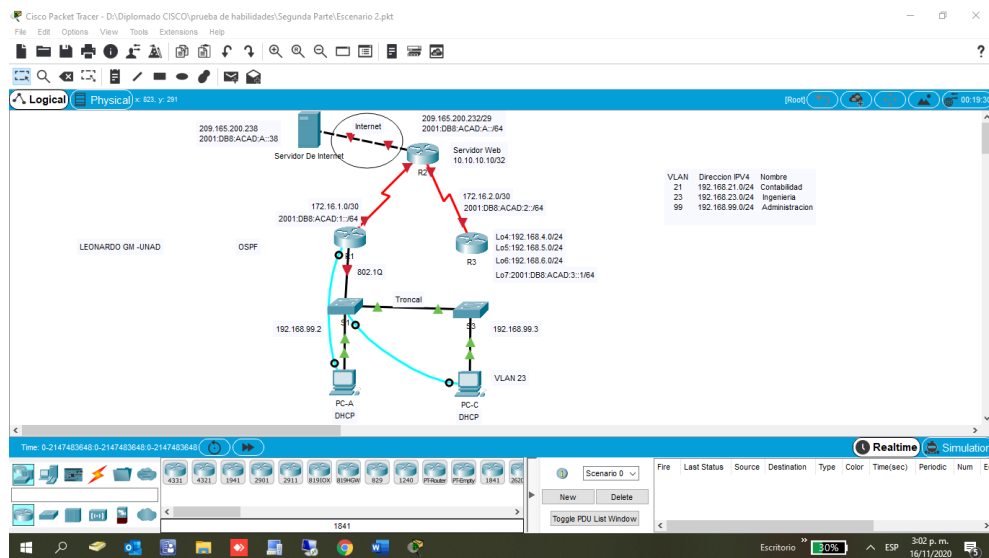 Cisco Packet Tracer - D:\Diplomado CISCO\prueba de habilidades\Segunda Parte\Escenario 2.pkt
File Edit Options View Tools Extensions Help
?
Logical Physical x: 823, y: 291 [Root] 00:19:30
209.165.200.238
2001:DB8:ACAD:A::38
Servidor De Internet
Internet
209.165.200.232/29
2001:DB8:ACAD:A::/64
Servidor Web
10.10.10.10/32
R2
VLAN Direccion IPV4 Nombre
21 192.168.21.0/24 Contabilidad
23 192.168.23.0/24 Ingenieria
99 192.168.99.0/24 Administracion
172.16.1.0/30
2001:DB8:ACAD:1::/64
172.16.2.0/30
2001:DB8:ACAD:2::/64
LEONARDO GM -UNAD
OSPF
R1
R3
Lo4:192.168.4.0/24
Lo5:192.168.5.0/24
Lo6:192.168.6.0/24
Lo7:2001:DB8:ACAD:3::1/64
802.1Q
Troncal
192.168.99.2
S1
S3
192.168.99.3
VLAN 23
PC-A
DHCP
PC-C
DHCP
Time: 0-2147483648:0-2147483648:0-2147483648
Realtime Simulation
4331 4321 1941 2901 2911 819IOX 819HGW 829 1240 PT-Router PT-Empty 1841 262
1841
Scenario 0
New Delete
Toggle PDU List Window
Fire Last Status Source Destination Type Color Time(sec) Periodic Num E
Escritorio 30% ESP 3:02 p. m.
16/11/2020